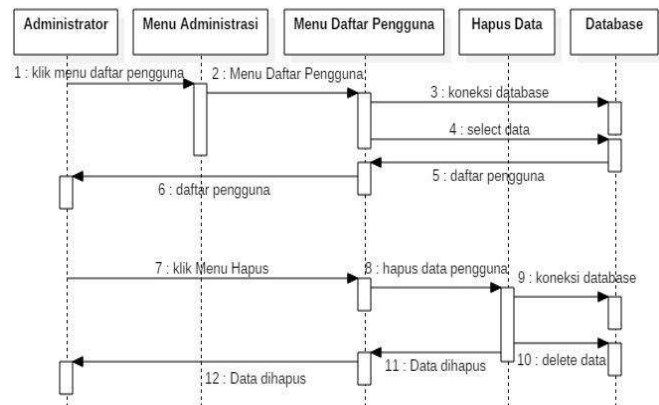 Administrator
Menu Administrasi
Menu Daftar Pengguna
Hapus Data
Database
1 : klik menu daftar pengguna
2 : Menu Daftar Pengguna
3 : koneksi database
4 : select data
5 : daftar pengguna
6 : daftar pengguna
7 : klik Menu Hapus
8 : hapus data pengguna
9 : koneksi database
10 : delete data
11 : Data dihapus
12 : Data dihapus